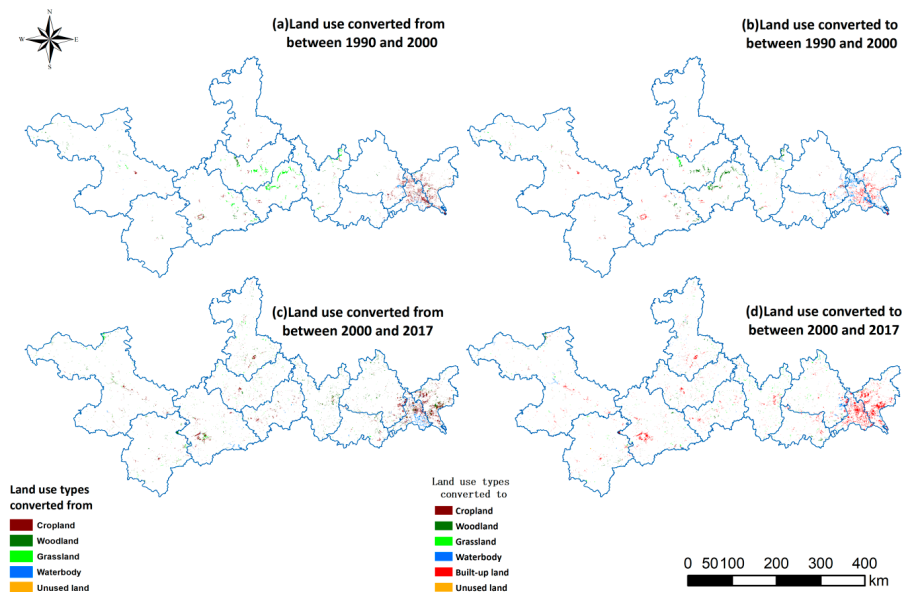 N
W E
S
(a)Land use converted from
between 1990 and 2000
(b)Land use converted to
between 1990 and 2000
(c)Land use converted from
between 2000 and 2017
(d)Land use converted to
between 2000 and 2017
Land use types
converted from
Cropland
Woodland
Grassland
Waterbody
Unused land
Land use types
converted to
Cropland
Woodland
Grassland
Waterbody
Built-up land
Unused land
0 50100 200 300 400
km